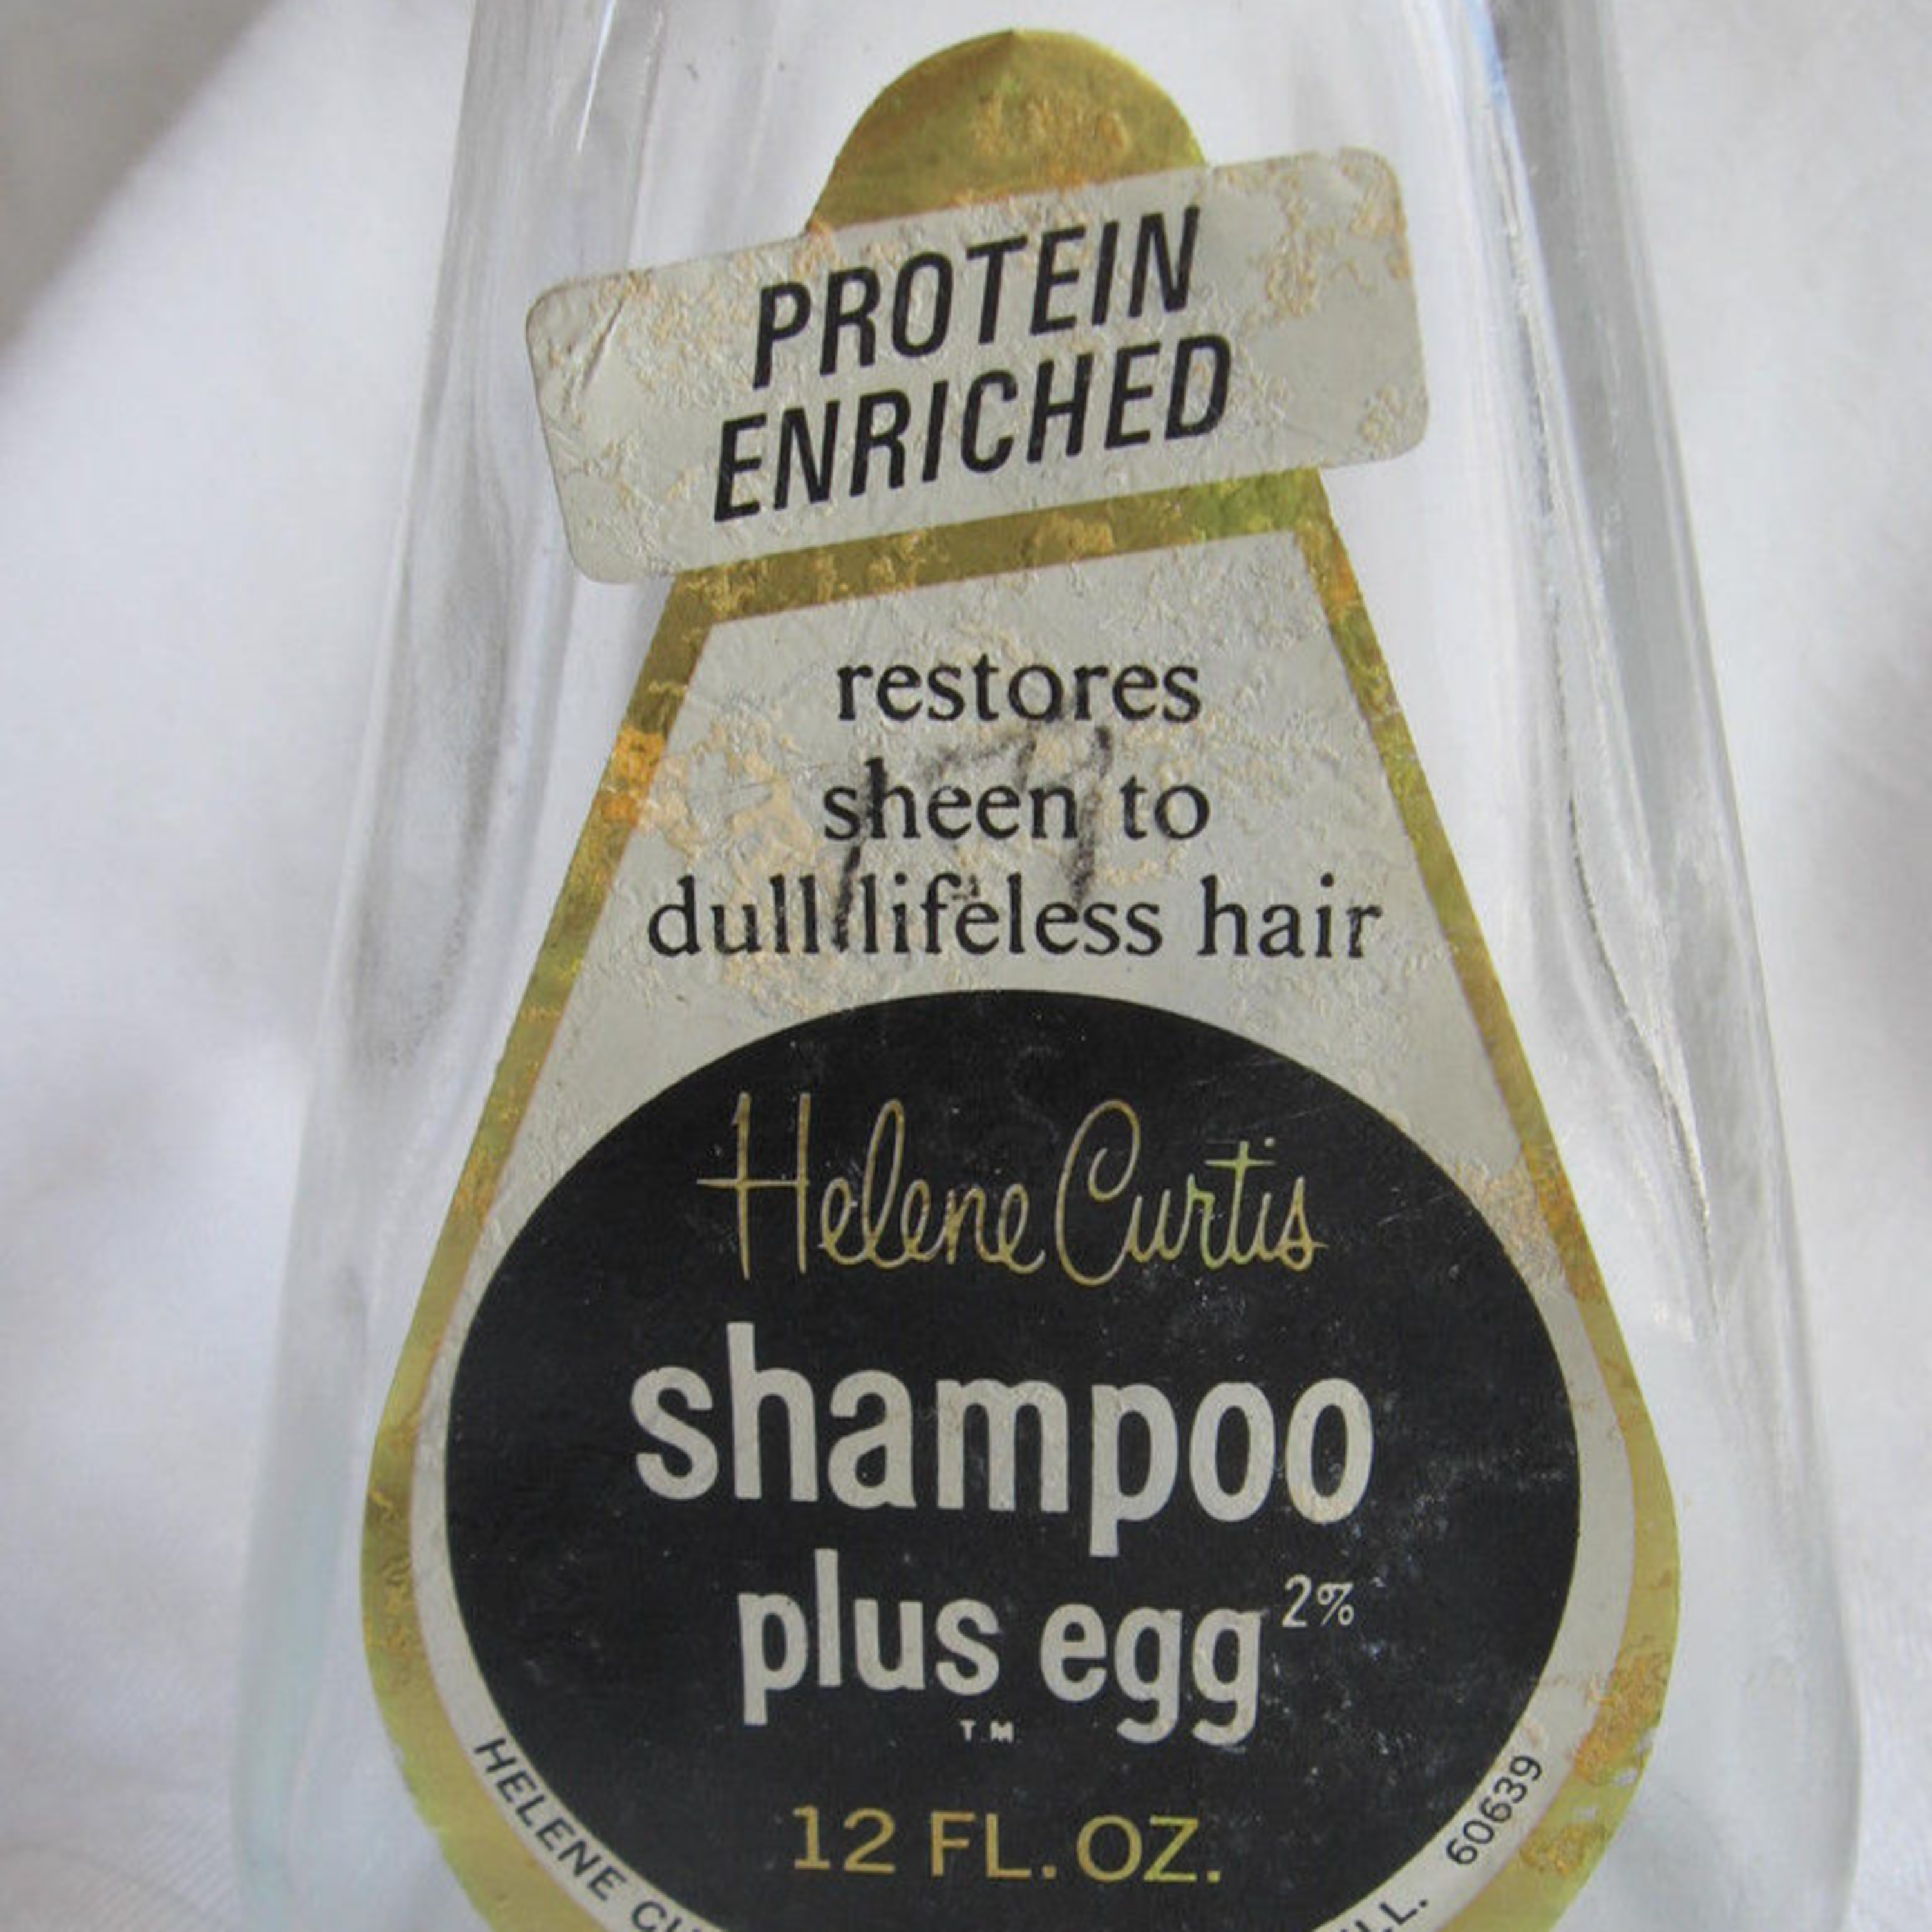 PROTEIN
ENRICHED
restores
sheen to
dull lifeless hair
Helene Curtis
shampoo
plus egg 2%
TM
12 FL. OZ.
HELENE
60639